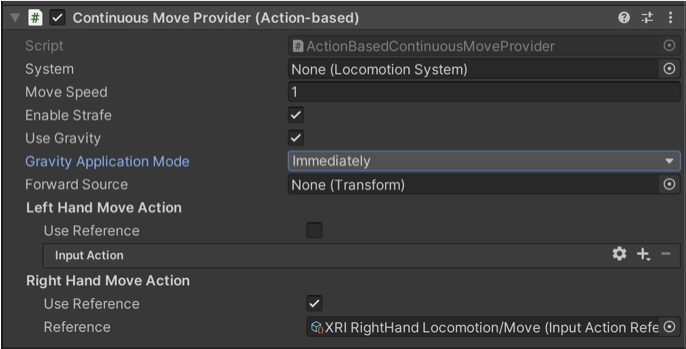 Continuous Move Provider (Action-based)
Script ActionBasedContinuousMoveProvider
System None (Locomotion System)
Move Speed 1
Enable Strafe
Use Gravity
Gravity Application Mode Immediately
Forward Source None (Transform)
Left Hand Move Action
Use Reference
Input Action
Right Hand Move Action
Use Reference
Reference XRI RightHand Locomotion/Move (Input Action Refe